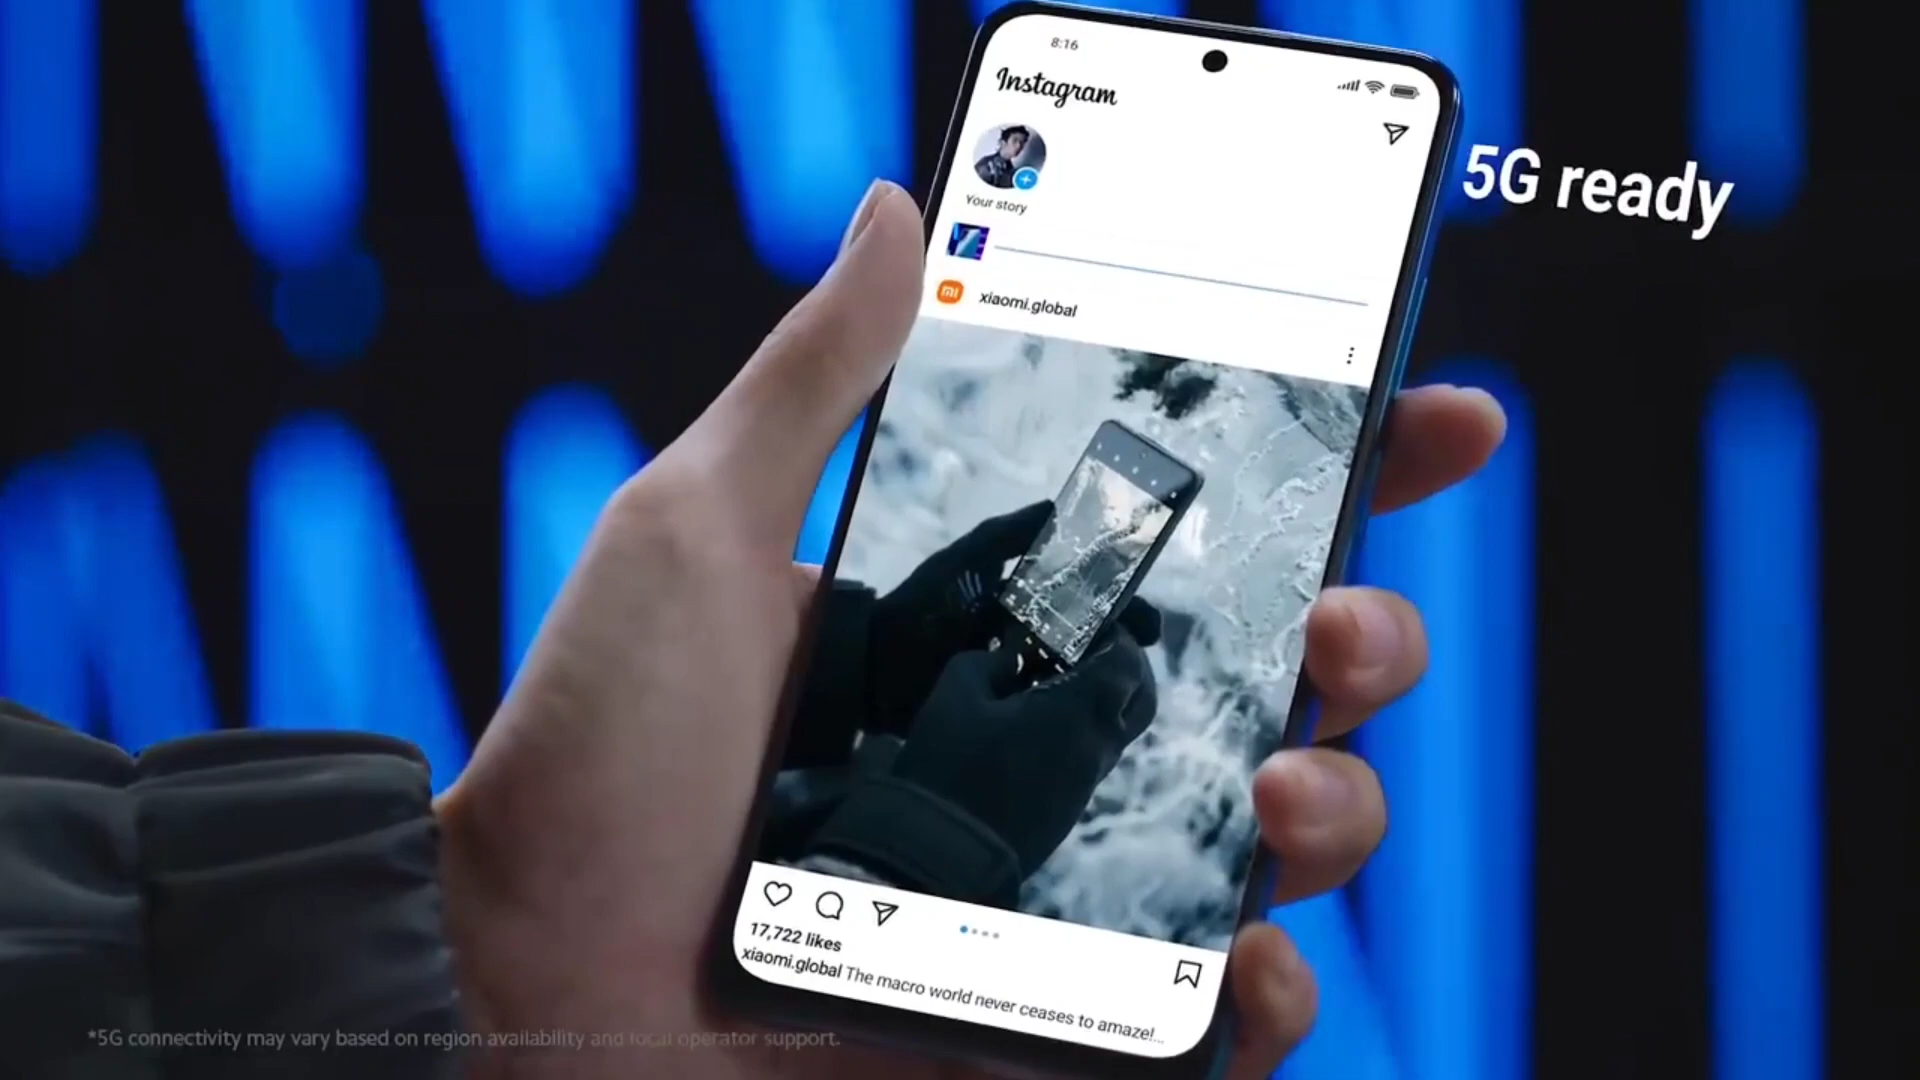 8:16
Instagram
Your story
5G ready
mi
xiaomi.global
17,722 likes
xiaomi.global The macro world never ceases to amaze!...
*5G connectivity may vary based on region availability and local operator support.